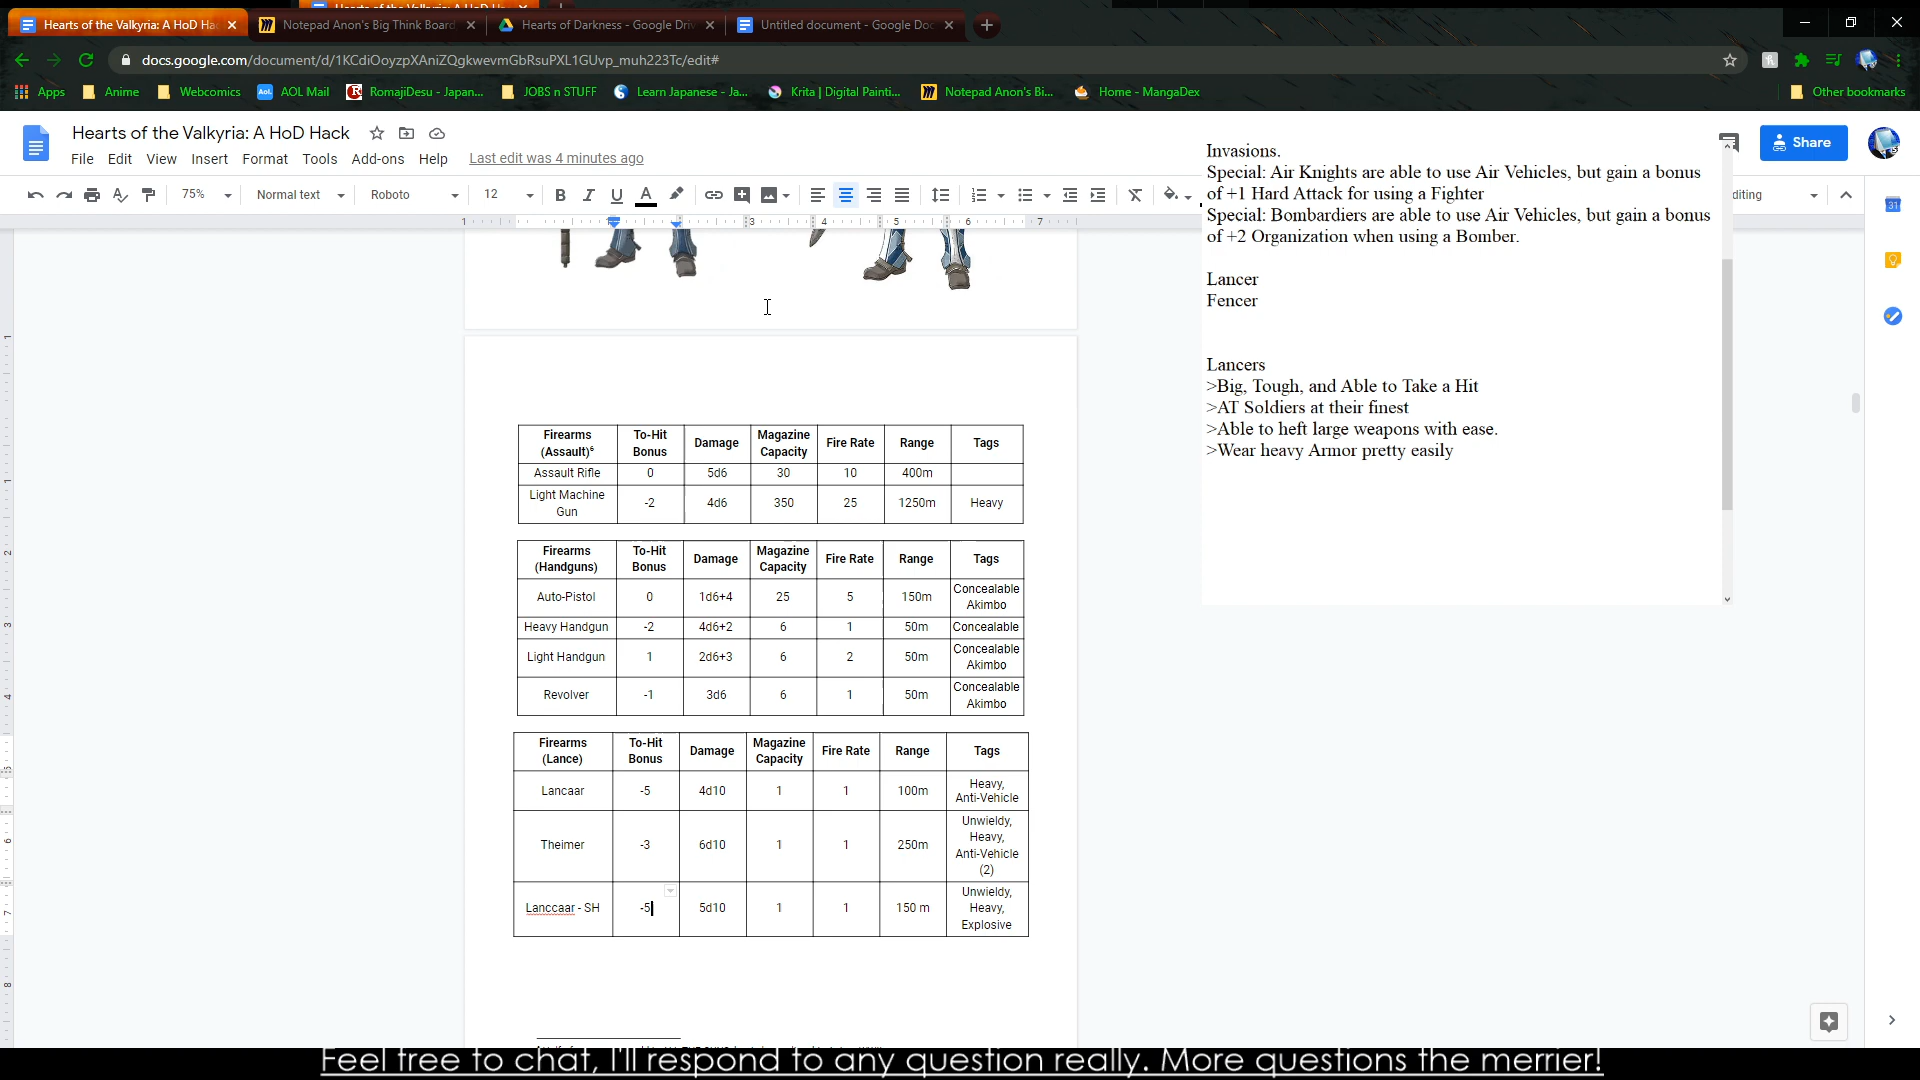 Hearts of the Valkyria: A HoD Ha
Notepad Anon's Big Think Board
Hearts of Darkness - Google Driv
Untitled document - Google Doc
docs.google.com/document/d/1KCdiOoyzpXAniZQgkwevmGbRsuPXL1GUvp_muh223Tc/edit#
Apps
Anime
Webcomics
AOL Mail
RomajiDesu - Japan...
JOBS n STUFF
Learn Japanese - Ja...
Krita | Digital Painti...
Notepad Anon's Bi...
Home - MangaDex
Other bookmarks
Hearts of the Valkyria: A HoD Hack
Share
File Edit View Insert Format Tools Add-ons Help Last edit was 4 minutes ago
75% Normal text Roboto 12 B I U A diting
Invasions.
Special: Air Knights are able to use Air Vehicles, but gain a bonus
of +1 Hard Attack for using a Fighter
Special: Bombardiers are able to use Air Vehicles, but gain a bonus
of +2 Organization when using a Bomber.
Lancer
Fencer
Lancers
>Big, Tough, and Able to Take a Hit
>AT Soldiers at their finest
>Able to heft large weapons with ease.
>Wear heavy Armor pretty easily
Firearms (Assault)⁶ To-Hit Bonus Damage Magazine Capacity Fire Rate Range Tags
Assault Rifle 0 5d6 30 10 400m
Light Machine Gun -2 4d6 350 25 1250m Heavy
Firearms (Handguns) To-Hit Bonus Damage Magazine Capacity Fire Rate Range Tags
Auto-Pistol 0 1d6+4 25 5 150m Concealable Akimbo
Heavy Handgun -2 4d6+2 6 1 50m Concealable
Light Handgun 1 2d6+3 6 2 50m Concealable Akimbo
Revolver -1 3d6 6 1 50m Concealable Akimbo
Firearms (Lance) To-Hit Bonus Damage Magazine Capacity Fire Rate Range Tags
Lancaar -5 4d10 1 1 100m Heavy, Anti-Vehicle
Theimer -3 6d10 1 1 250m Unwieldy, Heavy, Anti-Vehicle (2)
Lanccaar - SH -5 5d10 1 1 150 m Unwieldy, Heavy, Explosive
Feel free to chat, I'll respond to any question really. More questions the merrier!